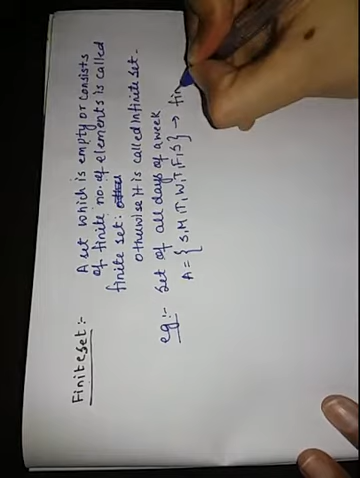 Finite set :-
A set which is empty or consists
of finite no. of elements is called
finite set.
otherwise it is called infinite set.
eg :- Set of all days of a week
A = { S, M, T, W, T, F, S } → fin